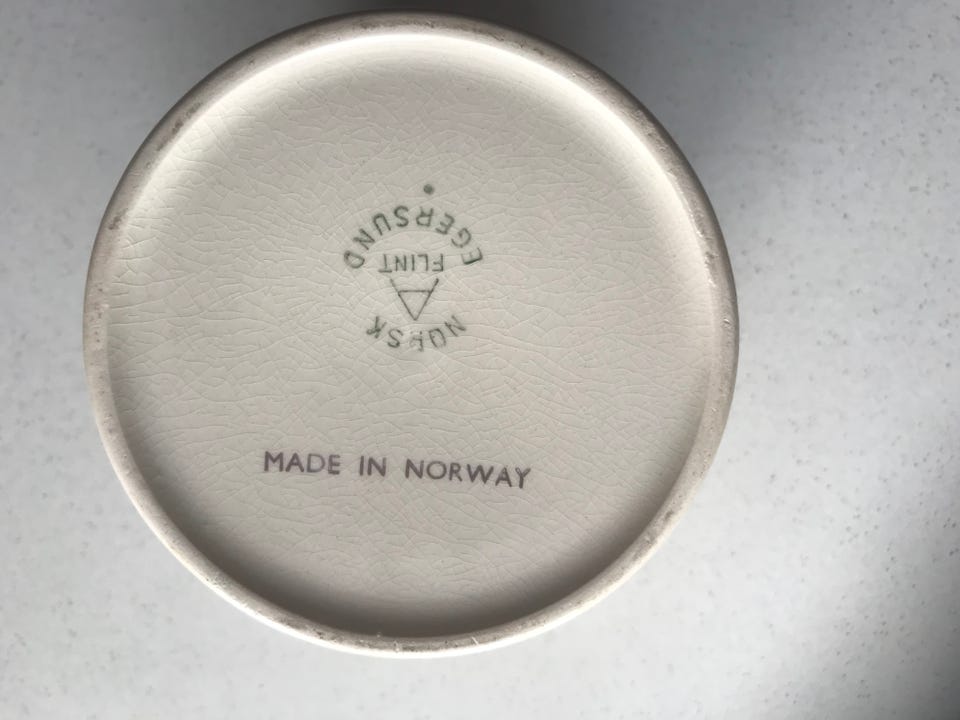 NORSK
FLINT
EGERSUND
MADE IN NORWAY